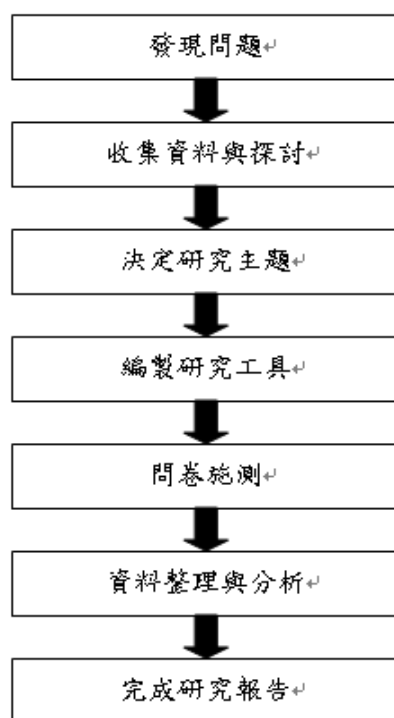 發現問題
收集資料與探討
決定研究主題
編製研究工具
問卷施測
資料整理與分析
完成研究報告